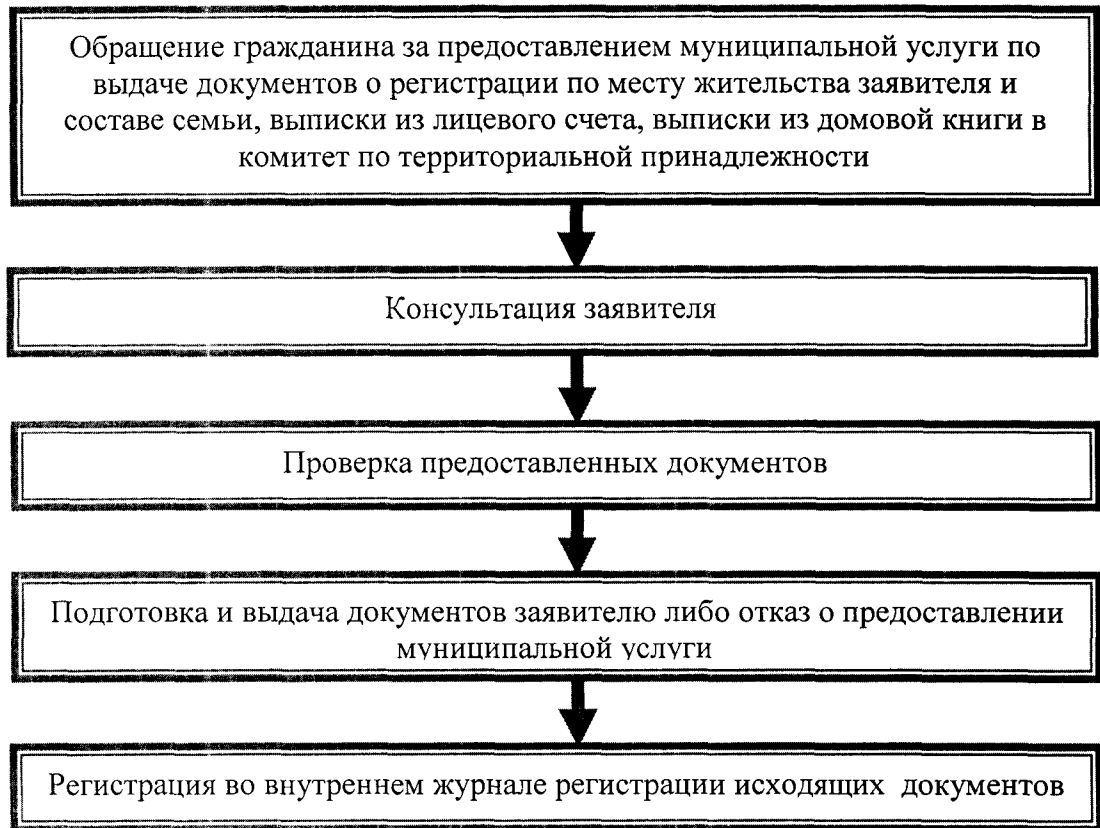 Обращение гражданина за предоставлением муниципальной услуги по
выдаче документов о регистрации по месту жительства заявителя и
составе семьи, выписки из лицевого счета, выписки из домовой книги в
комитет по территориальной принадлежности
Консультация заявителя
Проверка предоставленных документов
Подготовка и выдача документов заявителю либо отказ о предоставлении
муниципальной услуги
Регистрация во внутреннем журнале регистрации исходящих документов